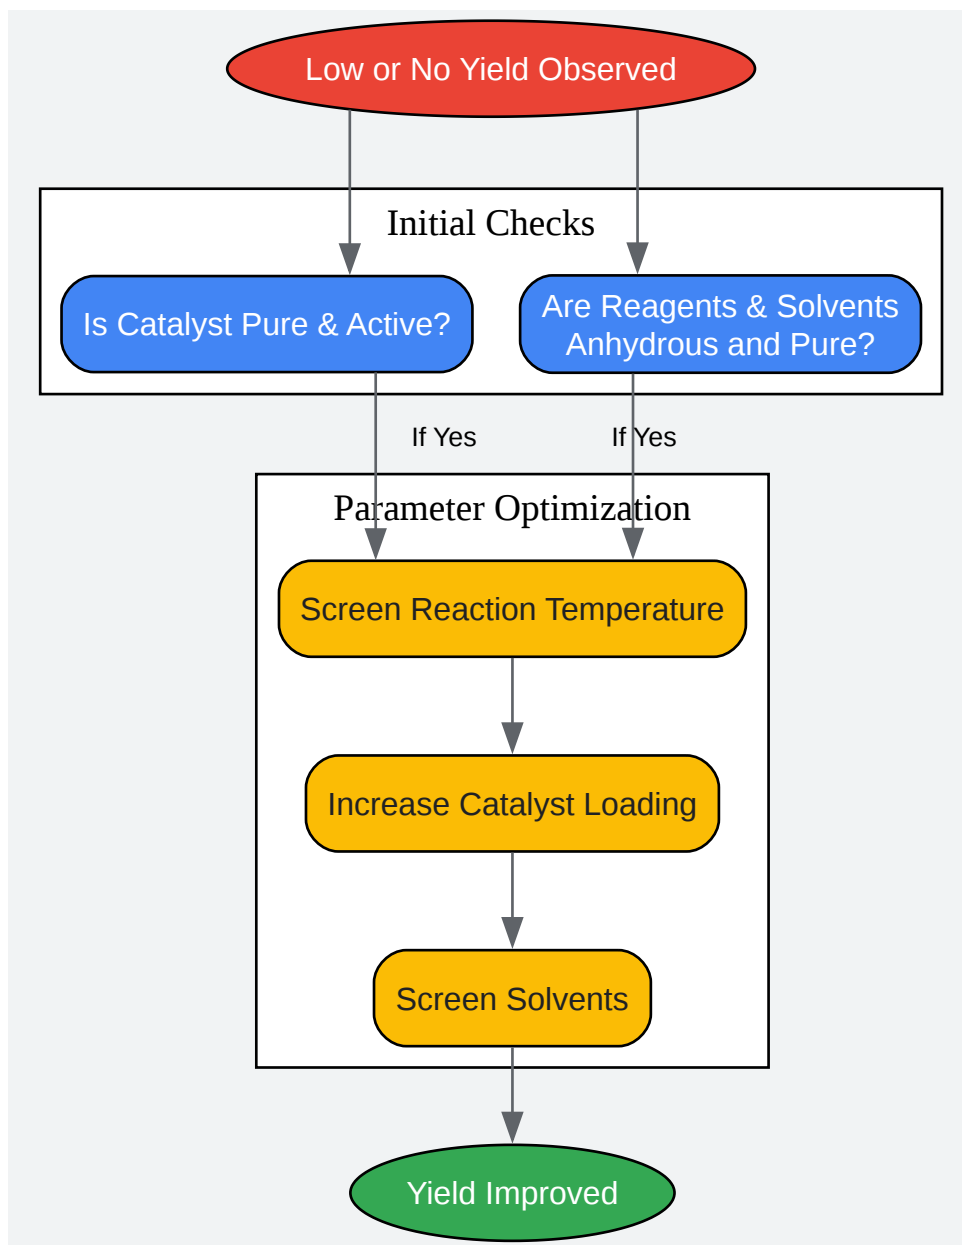 Low or No Yield Observed
Initial Checks
Is Catalyst Pure & Active?
Are Reagents & Solvents
Anhydrous and Pure?
If Yes
If Yes
Parameter Optimization
Screen Reaction Temperature
Increase Catalyst Loading
Screen Solvents
Yield Improved